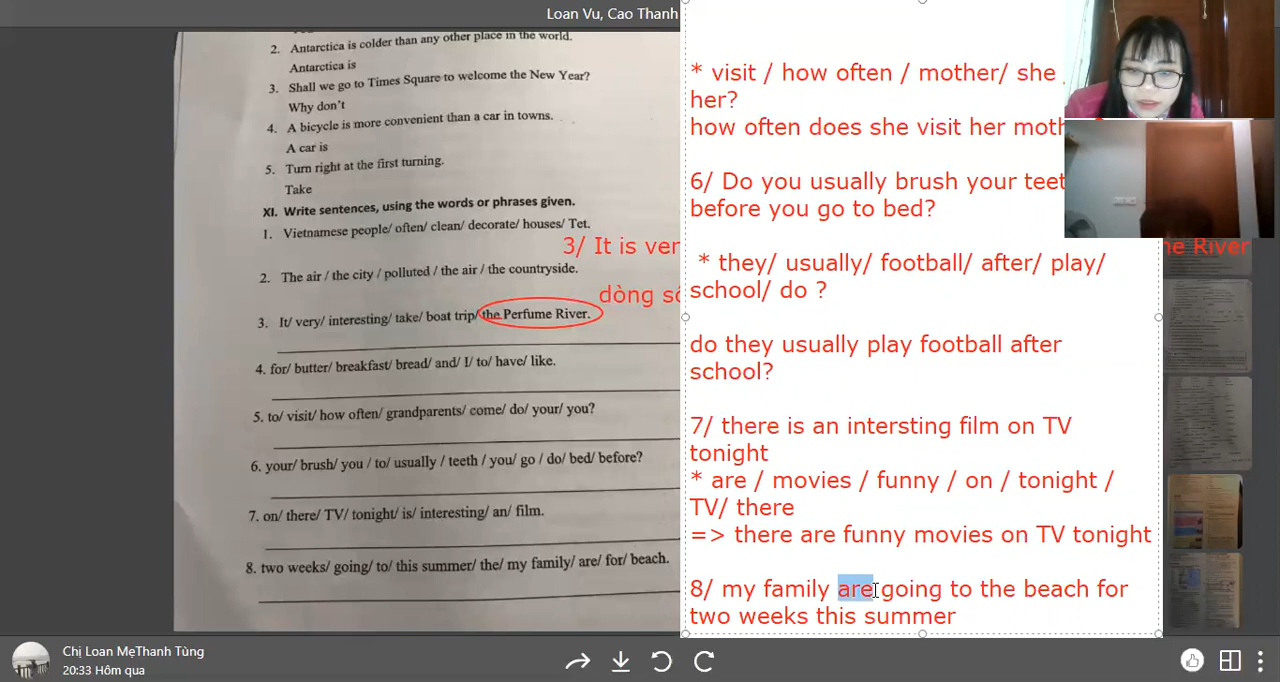 Loan Vu, Cao Thanh
2. Antarctica is colder than any other place in the world.
Antarctica is
3. Shall we go to Times Square to welcome the New Year?
Why don't
4. A bicycle is more convenient than a car in towns.
A car is
5. Turn right at the first turning.
Take
XI. Write sentences, using the words or phrases given.
1. Vietnamese people/ often/ clean/ decorate/ houses/ Tet.
3/ It is ver
2. The air / the city / polluted / the air / the countryside.
dòng số
3. It/ very/ interesting/ take/ boat trip/ the Perfume River.
4. for/ butter/ breakfast/ bread/ and/ I/ to/ have/ like.
5. to/ visit/ how often/ grandparents/ come/ do/ your/ you?
6. your/ brush/ you / to/ usually / teeth / you/ go / do/ bed/ before?
7. on/ there/ TV/ tonight/ is/ interesting/ an/ film.
8. two weeks/ going/ to/ this summer/ the/ my family/ are/ for/ beach.
* visit / how often / mother/ she
her?
how often does she visit her moth
6/ Do you usually brush your teet
before you go to bed?
* they/ usually/ football/ after/ play/
school/ do ?
do they usually play football after
school?
7/ there is an intersting film on TV
tonight
* are / movies / funny / on / tonight /
TV/ there
=> there are funny movies on TV tonight
8/ my family are going to the beach for
two weeks this summer
he River
Chị Loan MẹThanh Tùng
20:33 Hôm qua